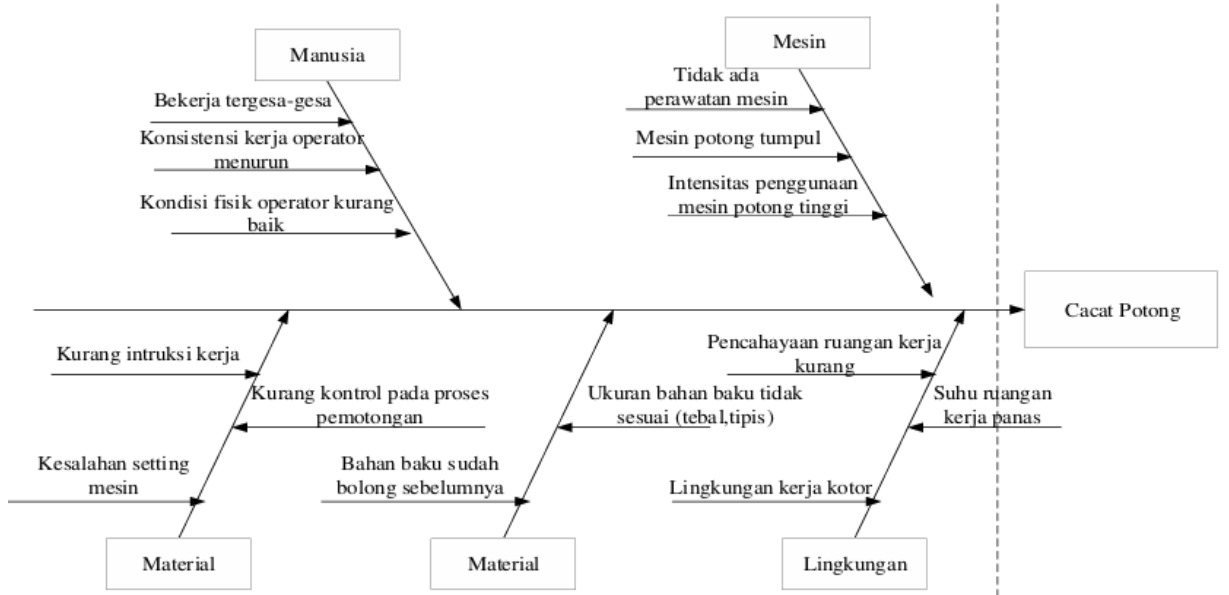 Manusia
Mesin
Bekerja tergesa-gesa
Konsistensi kerja operator
menurun
Kondisi fisik operator kurang
baik
Tidak ada
perawatan mesin
Mesin potong tumpul
Intensitas penggunaan
mesin potong tinggi
Cacat Potong
Kurang intruksi kerja
Kurang kontrol pada proses
pemotongan
Kesalahan setting
mesin
Material
Ukuran bahan baku tidak
sesuai (tebal,tipis)
Bahan baku sudah
bolong sebelumnya
Material
Pencahayaan ruangan kerja
kurang
Suhu ruangan
kerja panas
Lingkungan kerja kotor
Lingkungan